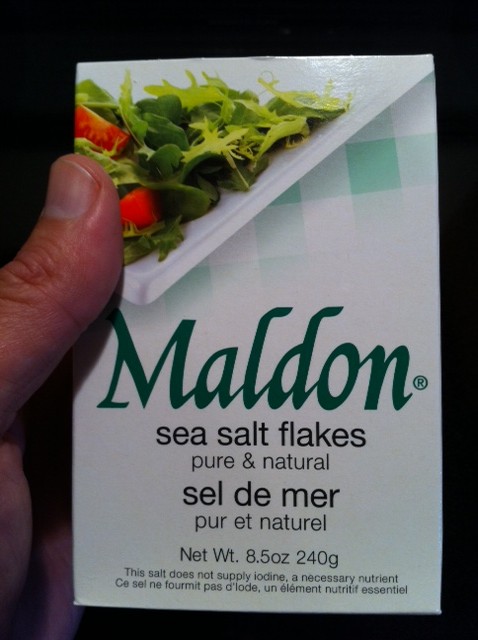 Maldon®
sea salt flakes
pure & natural
sel de mer
pur et naturel
Net Wt. 8.5oz 240g
This salt does not supply iodine, a necessary nutrient
Ce sel ne fournit pas d'lode, un élément nutritif essentiel